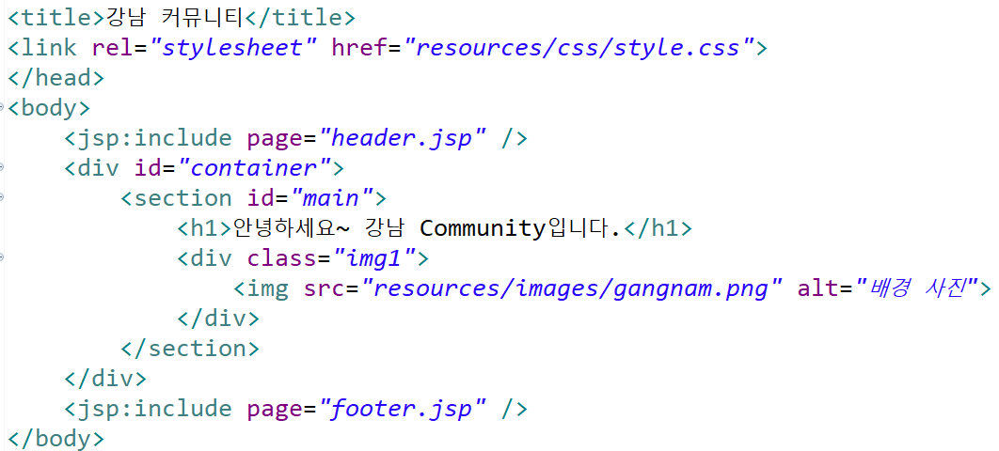 <title>강남 커뮤니티</title>
<link rel="stylesheet" href="resources/css/style.css">
</head>
<body>
    <jsp:include page="header.jsp" />
    <div id="container">
        <section id="main">
            <h1>안녕하세요~ 강남 Community입니다.</h1>
            <div class="img1">
                <img src="resources/images/gangnam.png" alt="배경 사진">
            </div>
        </section>
    </div>
    <jsp:include page="footer.jsp" />
</body>